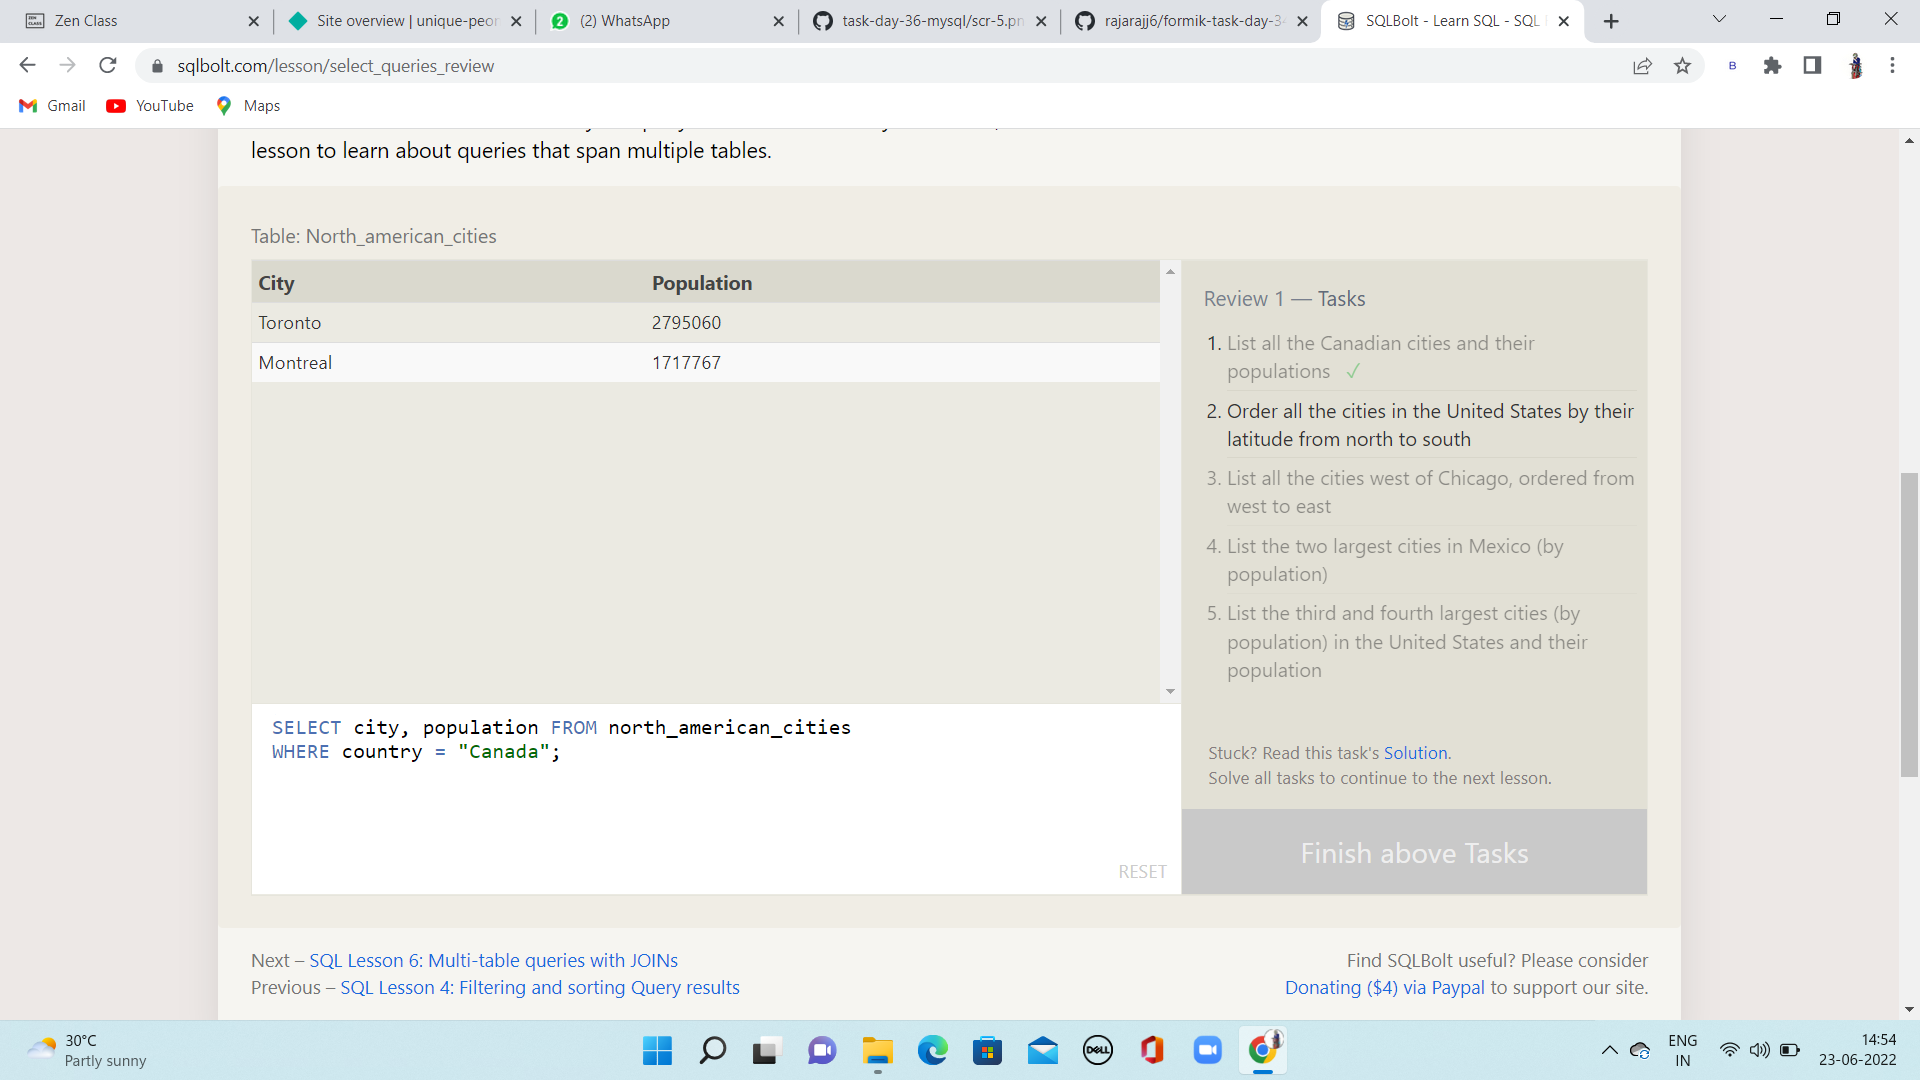 Zen Class
Site overview | unique-peor
(2) WhatsApp
task-day-36-mysql/scr-5.pn
rajarajj6/formik-task-day-34
SQLBolt - Learn SQL - SQL
sqlbolt.com/lesson/select_queries_review
Gmail
YouTube
Maps
lesson to learn about queries that span multiple tables.
Table: North_american_cities
City Population
Toronto 2795060
Montreal 1717767
Review 1 — Tasks
1. List all the Canadian cities and their
populations ✓
2. Order all the cities in the United States by their
latitude from north to south
3. List all the cities west of Chicago, ordered from
west to east
4. List the two largest cities in Mexico (by
population)
5. List the third and fourth largest cities (by
population) in the United States and their
population
SELECT city, population FROM north_american_cities
WHERE country = "Canada";
RESET
Stuck? Read this task's Solution.
Solve all tasks to continue to the next lesson.
Finish above Tasks
Next – SQL Lesson 6: Multi-table queries with JOINs
Previous – SQL Lesson 4: Filtering and sorting Query results
Find SQLBolt useful? Please consider
Donating ($4) via Paypal to support our site.
30°C
Partly sunny
DELL
ENG
IN
14:54
23-06-2022